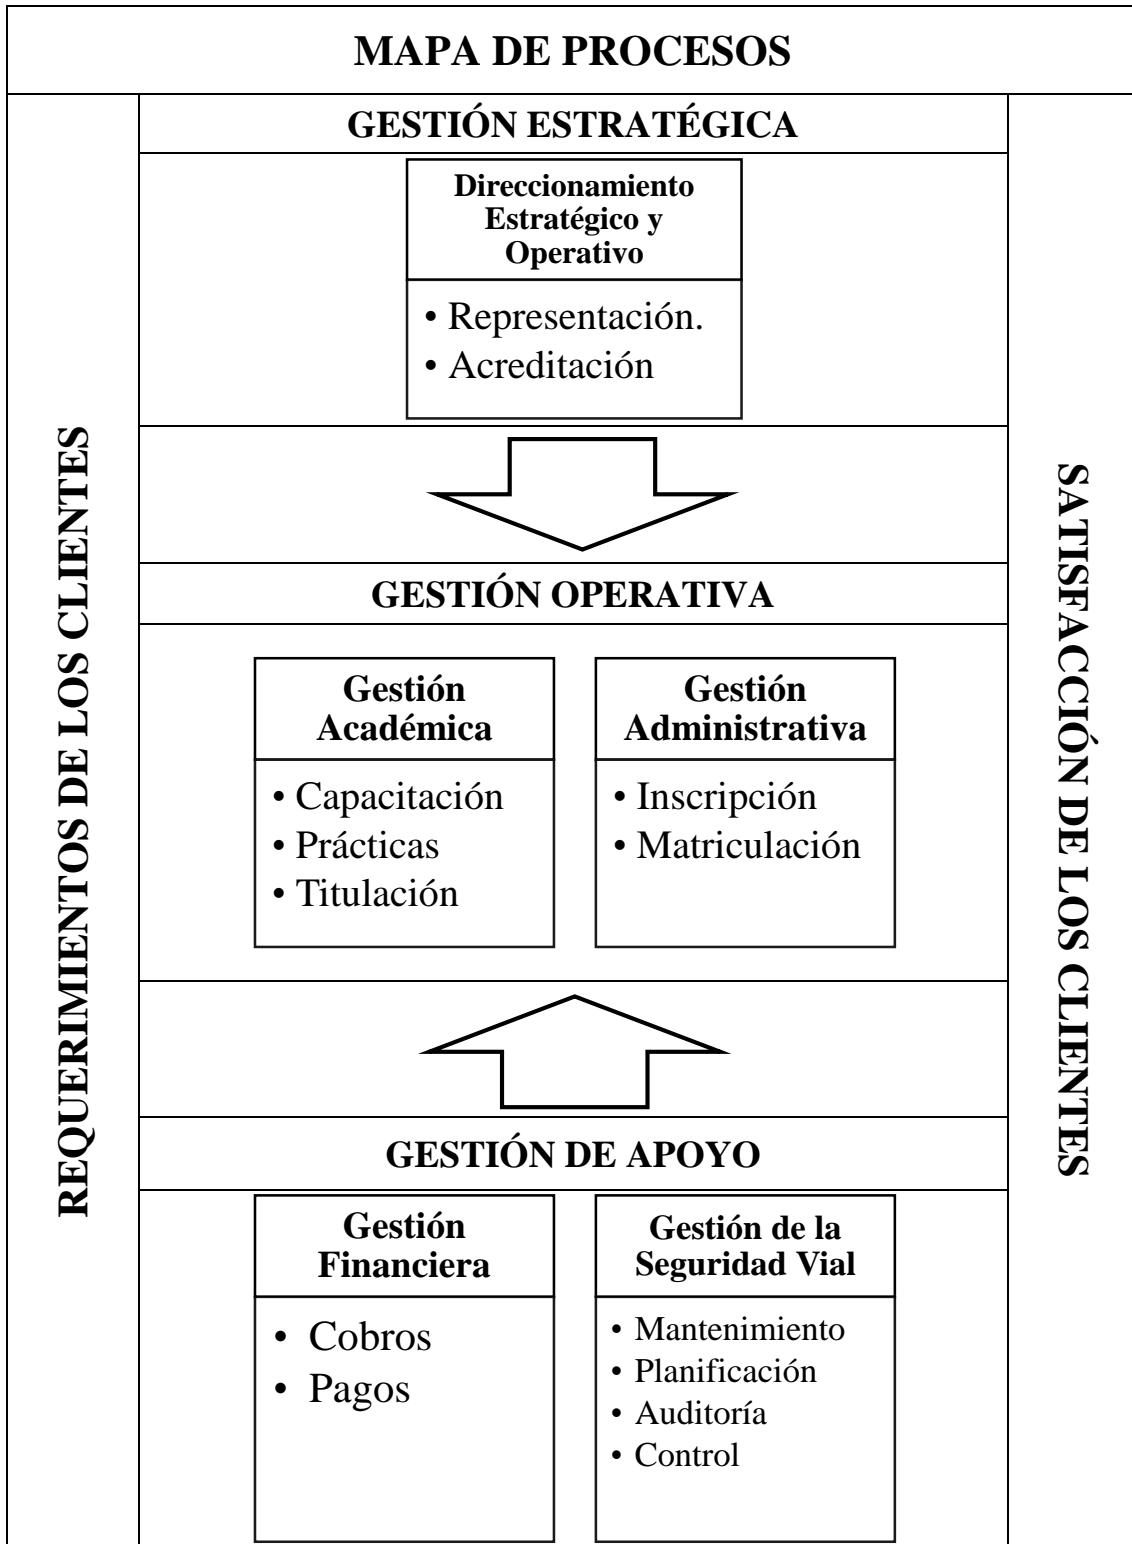 MAPA DE PROCESOS
REQUERIMIENTOS DE LOS CLIENTES
GESTIÓN ESTRATÉGICA
Direccionamiento
Estratégico y
Operativo
• Representación.
• Acreditación
GESTIÓN OPERATIVA
Gestión
Académica
• Capacitación
• Prácticas
• Titulación
Gestión
Administrativa
• Inscripción
• Matriculación
GESTIÓN DE APOYO
Gestión
Financiera
• Cobros
• Pagos
Gestión de la
Seguridad Vial
• Mantenimiento
• Planificación
• Auditoría
• Control
SATISFACCIÓN DE LOS CLIENTES